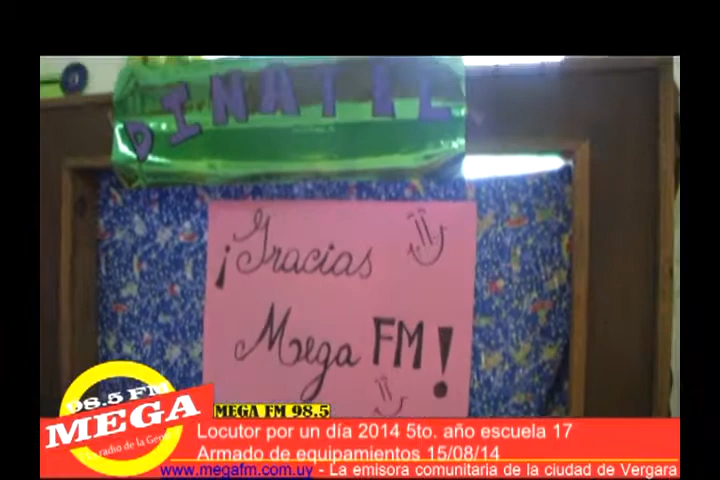 DINATEL
¡Gracias
Mega FM!
98.5 FM
MEGA
La radio de la Gente
MEGA FM 98.5
Locutor por un día 2014 5to. año escuela 17
Armado de equipamientos 15/08/14
www.megafm.com.uy - La emisora comunitaria de la ciudad de Vergara